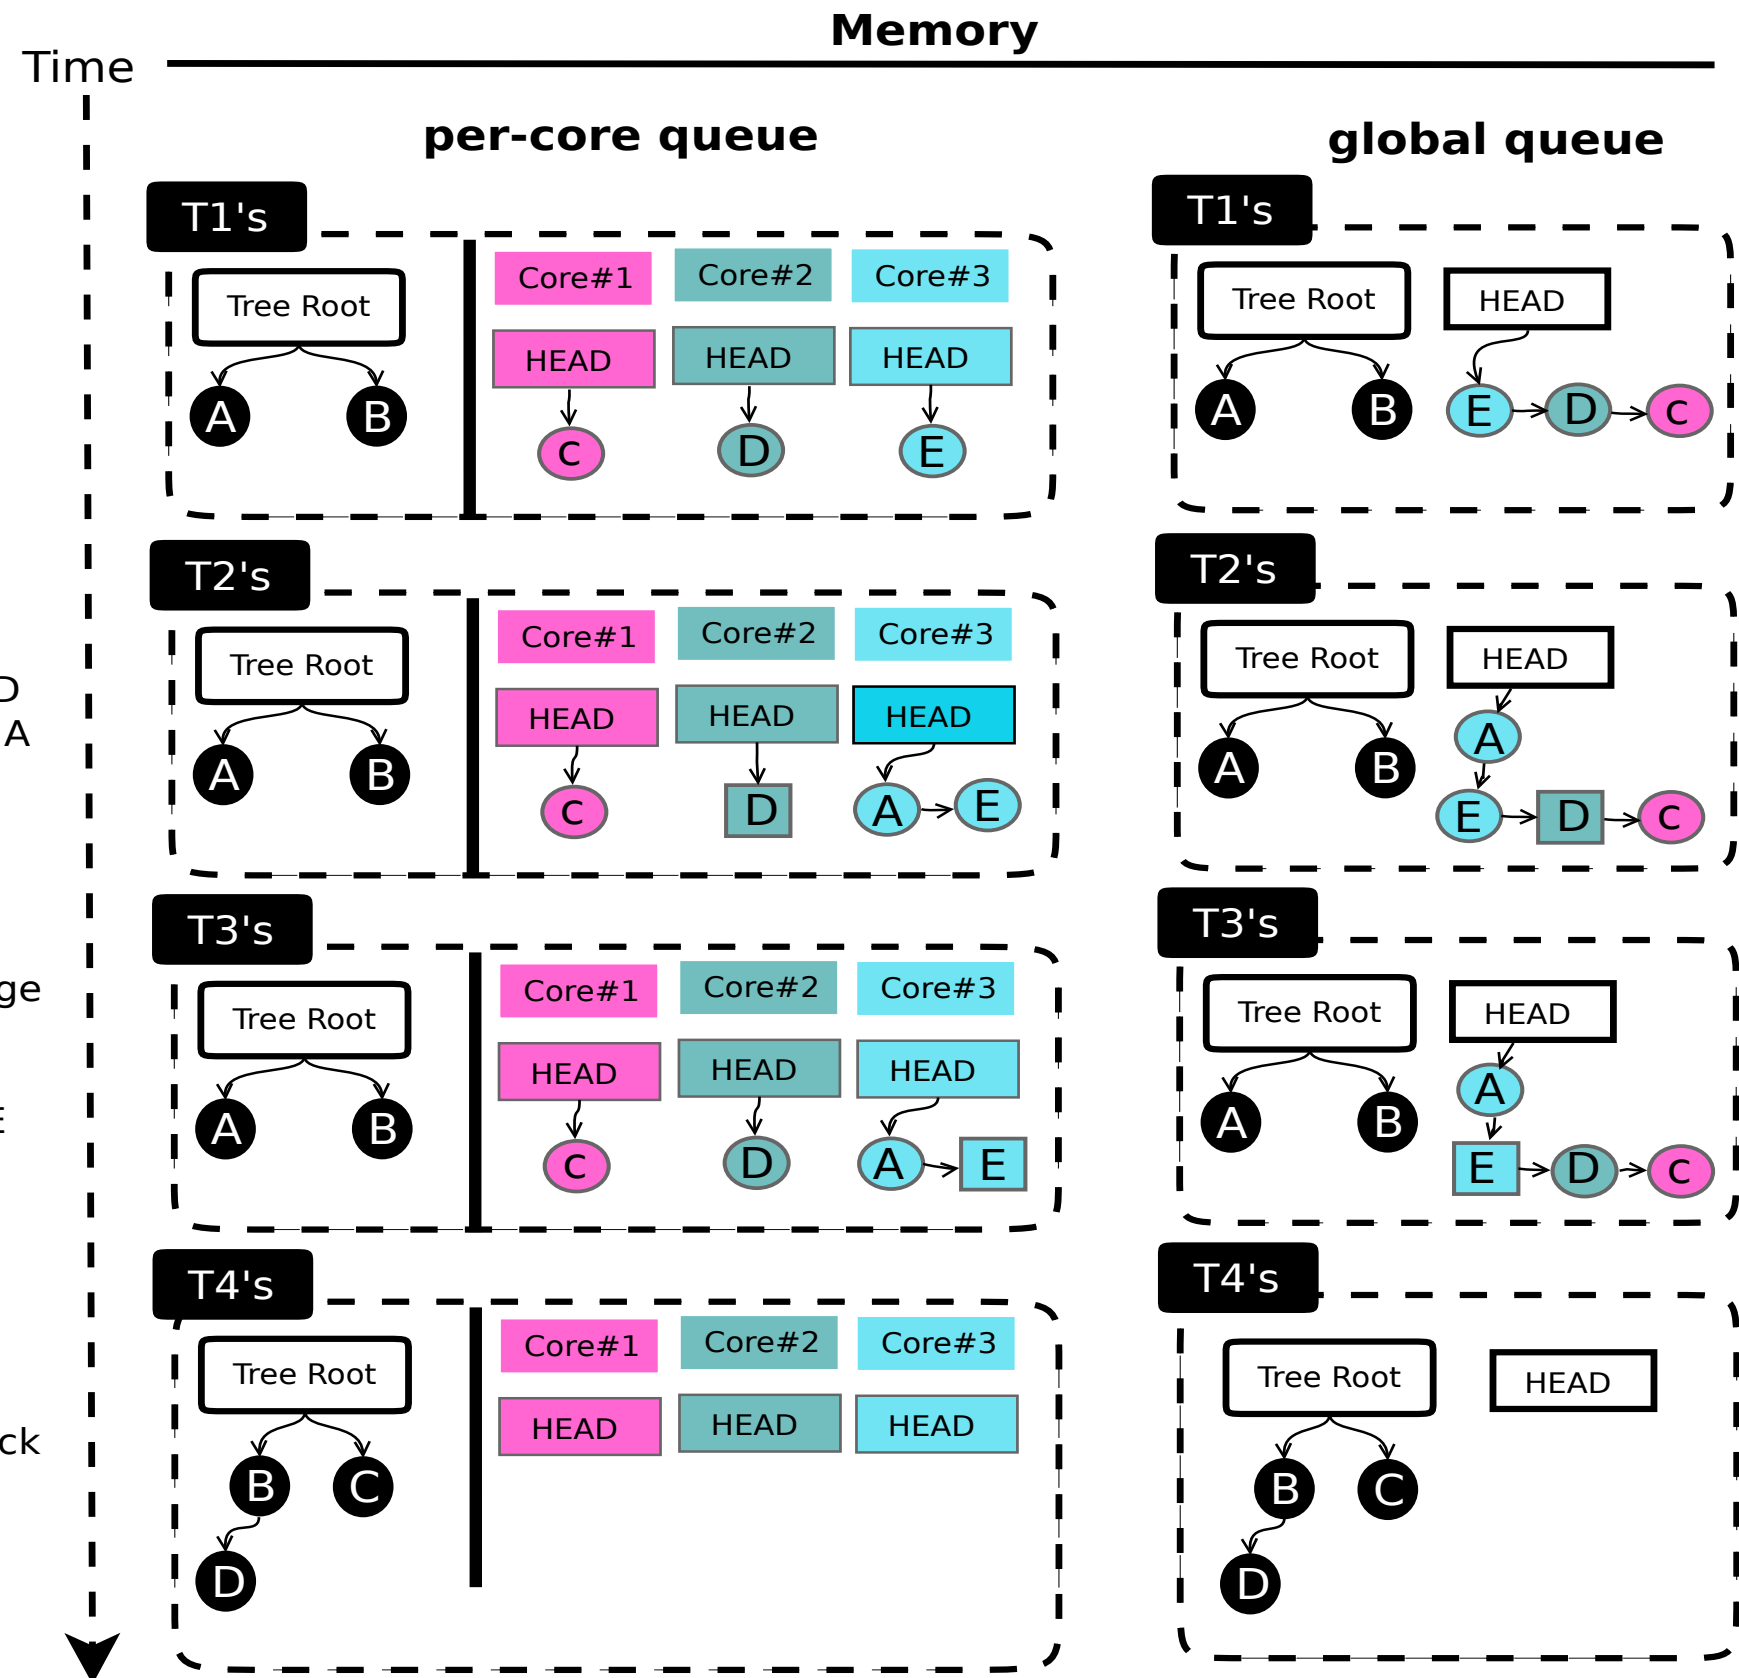 Memory
Time
per-core queue
global queue
T1's
Core#1 Core#2 Core#3
Tree Root
HEAD HEAD HEAD
A B
c D E
T1's
Tree Root HEAD
A B E D c
T2's
Core#1 Core#2 Core#3
Tree Root
HEAD HEAD HEAD
A B
c D A E
T2's
Tree Root HEAD
A
A B
E D c
D
A
T3's
Core#1 Core#2 Core#3
Tree Root
HEAD HEAD HEAD
A B
c D A E
T3's
Tree Root HEAD
A
A B
E D c
ge
E
T4's
Core#1 Core#2 Core#3
Tree Root
HEAD HEAD HEAD
B C
D
T4's
Tree Root HEAD
B C
D
ck